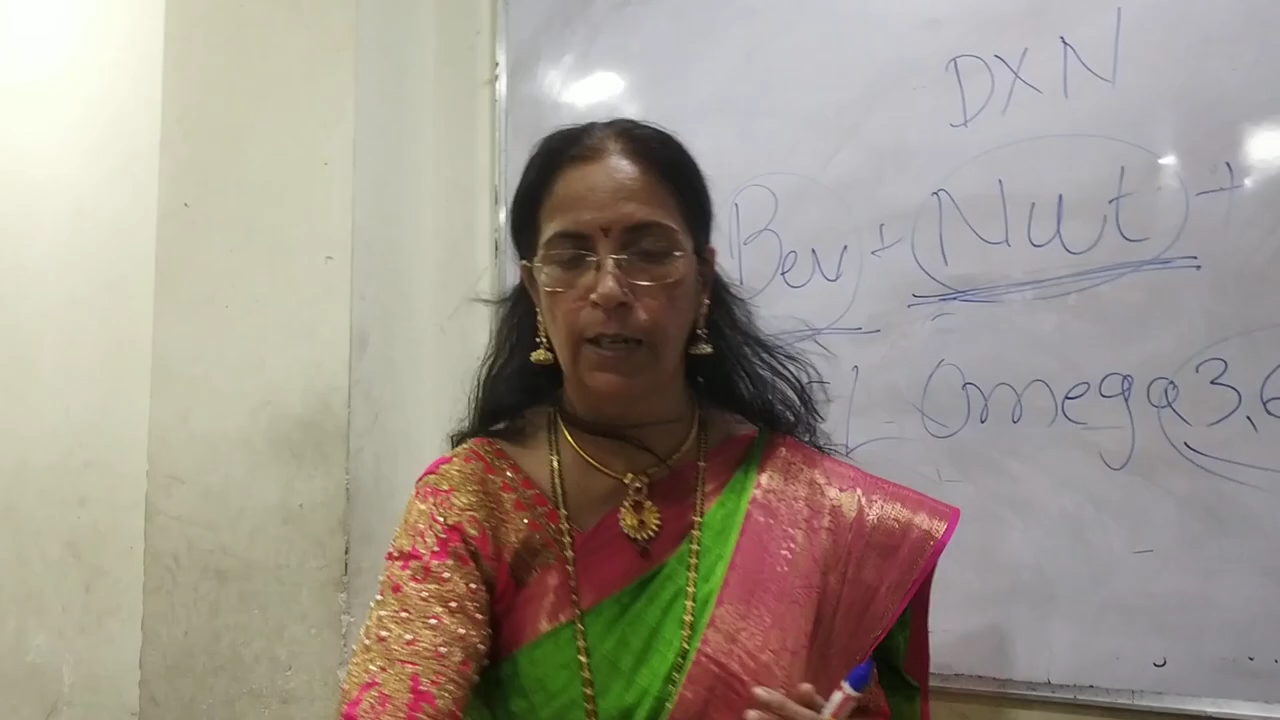 DXN
Bev + Nut +
Omega 3,6